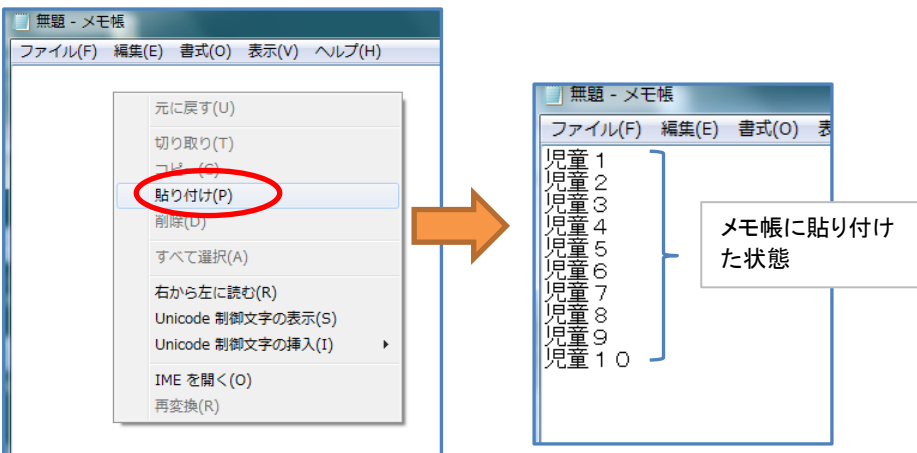 無題 - メモ帳
ファイル(F) 編集(E) 書式(O) 表示(V) ヘルプ(H)
元に戻す(U)
切り取り(T)
コピー(C)
貼り付け(P)
削除(D)
すべて選択(A)
右から左に読む(R)
Unicode 制御文字の表示(S)
Unicode 制御文字の挿入(I)
IME を開く(O)
再変換(R)
無題 - メモ帳
ファイル(F) 編集(E) 書式(O) 表
児童１
児童２
児童３
児童４
児童５
児童６
児童７
児童８
児童９
児童１０
メモ帳に貼り付け
た状態